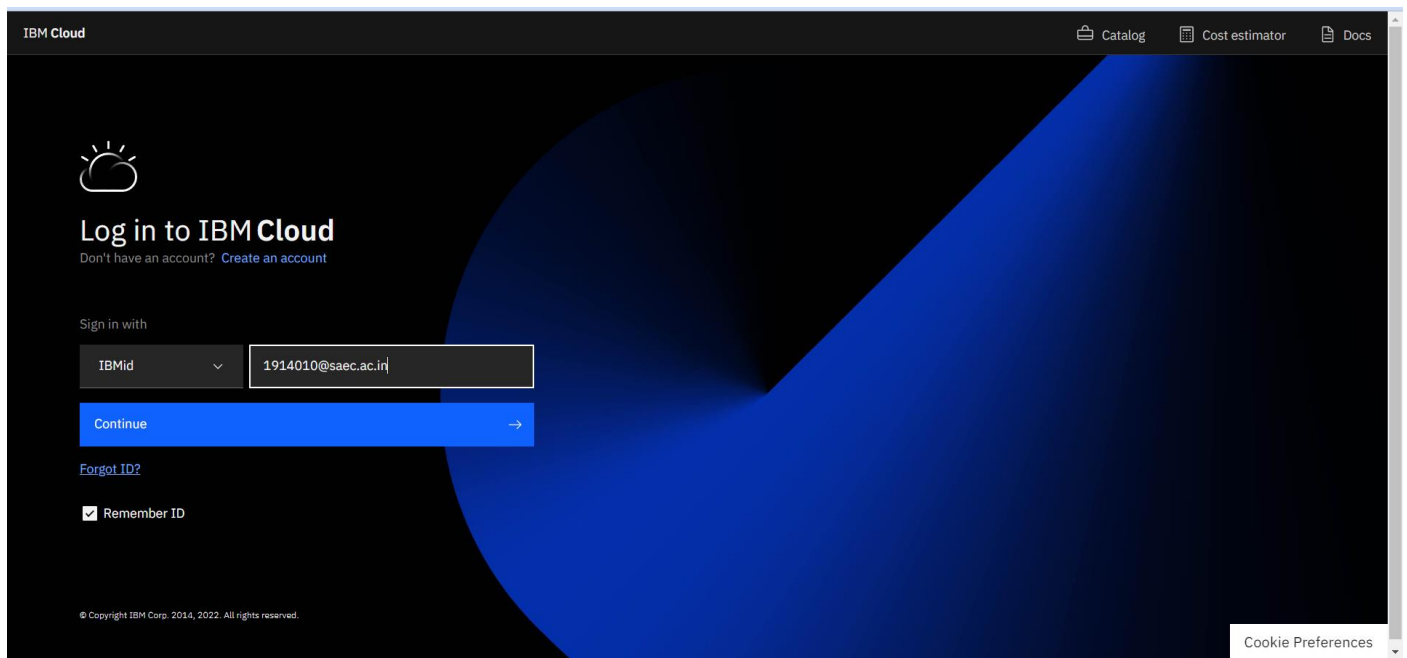 IBM Cloud
Catalog
Cost estimator
Docs
Log in to IBM Cloud
Don't have an account? Create an account
Sign in with
IBMid
1914010@saec.ac.in
Continue
Forgot ID?
Remember ID
© Copyright IBM Corp. 2014, 2022. All rights reserved.
Cookie Preferences